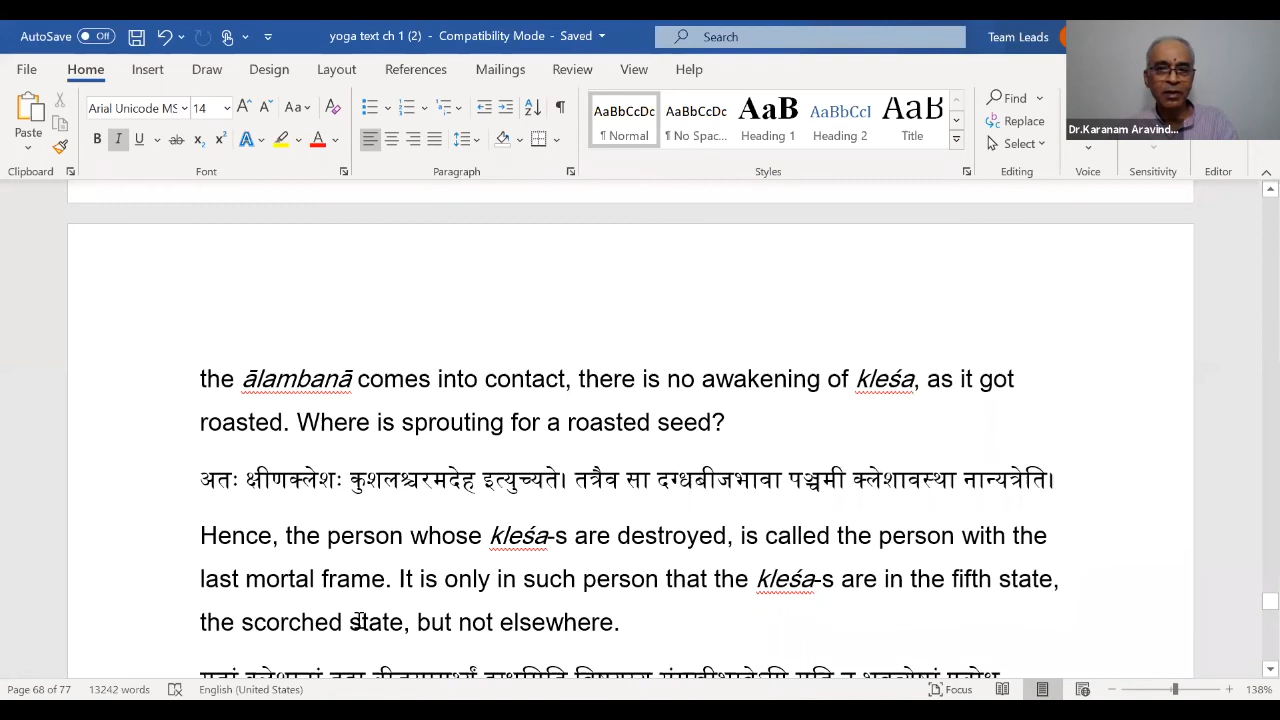 AutoSave Off yoga text ch 1 (2) - Compatibility Mode - Saved Search Team Leads
File Home Insert Draw Design Layout References Mailings Review View Help
Dr.Karanam Aravind...
Paste Arial Unicode MS 14 Aa AaBbCcDc AaBbCcDc AaB AaBbCcI AaB Find
B I U ab x₂ x² A A Normal No Spac... Heading 1 Heading 2 Title Replace
Select
Clipboard Font Paragraph Styles Editing Voice Sensitivity Editor
the ālambanā comes into contact, there is no awakening of kleśa, as it got
roasted. Where is sprouting for a roasted seed?
अतः क्षीणक्लेशः कुशलश्चरमदेह इत्युच्यते। तत्रैव सा दग्धबीजभावा पञ्चमी क्लेशावस्था नान्यत्रेति।
Hence, the person whose kleśa-s are destroyed, is called the person with the
last mortal frame. It is only in such person that the kleśa-s are in the fifth state,
the scorched state, but not elsewhere.
Page 68 of 77 13242 words English (United States) Focus 138%